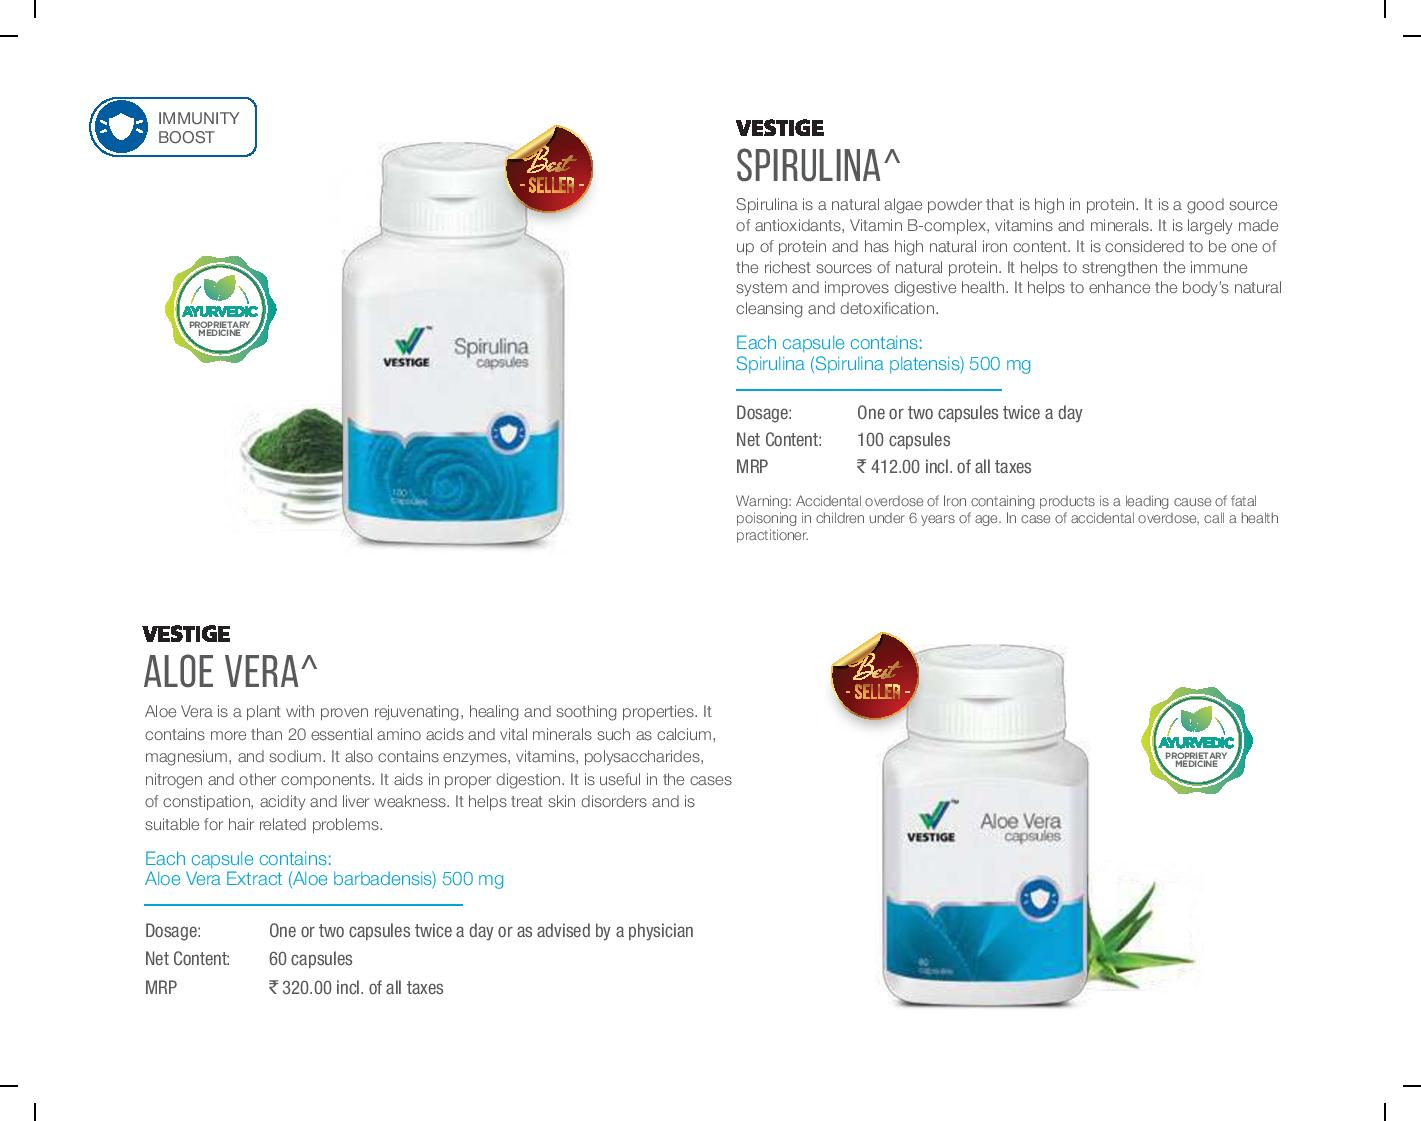 IMMUNITY
BOOST
Best
- SELLER -
AYURVEDIC
PROPRIETARY
MEDICINE
VESTIGE
Spirulina
capsules
100
capsules
VESTIGE
SPIRULINA^
Spirulina is a natural algae powder that is high in protein. It is a good source
of antioxidants, Vitamin B-complex, vitamins and minerals. It is largely made
up of protein and has high natural iron content. It is considered to be one of
the richest sources of natural protein. It helps to strengthen the immune
system and improves digestive health. It helps to enhance the body's natural
cleansing and detoxification.
Each capsule contains:
Spirulina (Spirulina platensis) 500 mg
Dosage: One or two capsules twice a day
Net Content: 100 capsules
MRP ₹ 412.00 incl. of all taxes
Warning: Accidental overdose of Iron containing products is a leading cause of fatal
poisoning in children under 6 years of age. In case of accidental overdose, call a health
practitioner.
VESTIGE
ALOE VERA^
Aloe Vera is a plant with proven rejuvenating, healing and soothing properties. It
contains more than 20 essential amino acids and vital minerals such as calcium,
magnesium, and sodium. It also contains enzymes, vitamins, polysaccharides,
nitrogen and other components. It aids in proper digestion. It is useful in the cases
of constipation, acidity and liver weakness. It helps treat skin disorders and is
suitable for hair related problems.
Each capsule contains:
Aloe Vera Extract (Aloe barbadensis) 500 mg
Dosage: One or two capsules twice a day or as advised by a physician
Net Content: 60 capsules
MRP ₹ 320.00 incl. of all taxes
Best
- SELLER -
AYURVEDIC
PROPRIETARY
MEDICINE
VESTIGE™
Aloe Vera
capsules
60
capsules